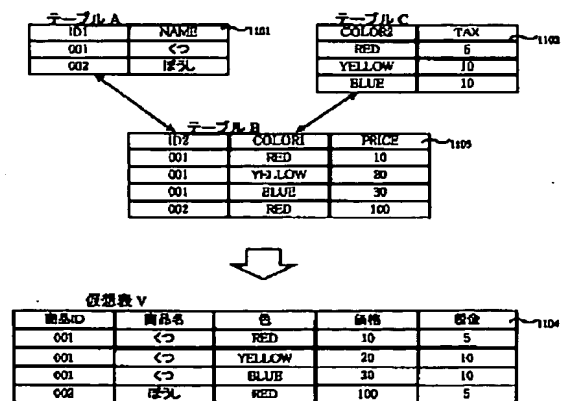 テーブル A
ID1 NAME
001 くつ
002 ぼうし
1101
テーブル C
COLOR2 TAX
RED 5
YELLOW 10
BLUE 10
1102
テーブル B
ID2 COLOR1 PRICE
001 RED 10
001 YELLOW 20
001 BLUE 30
002 RED 100
1103
仮想表 V
商品ID 商品名 色 価格 税金
001 くつ RED 10 5
001 くつ YELLOW 20 10
001 くつ BLUE 30 10
002 ぼうし RED 100 5
1104